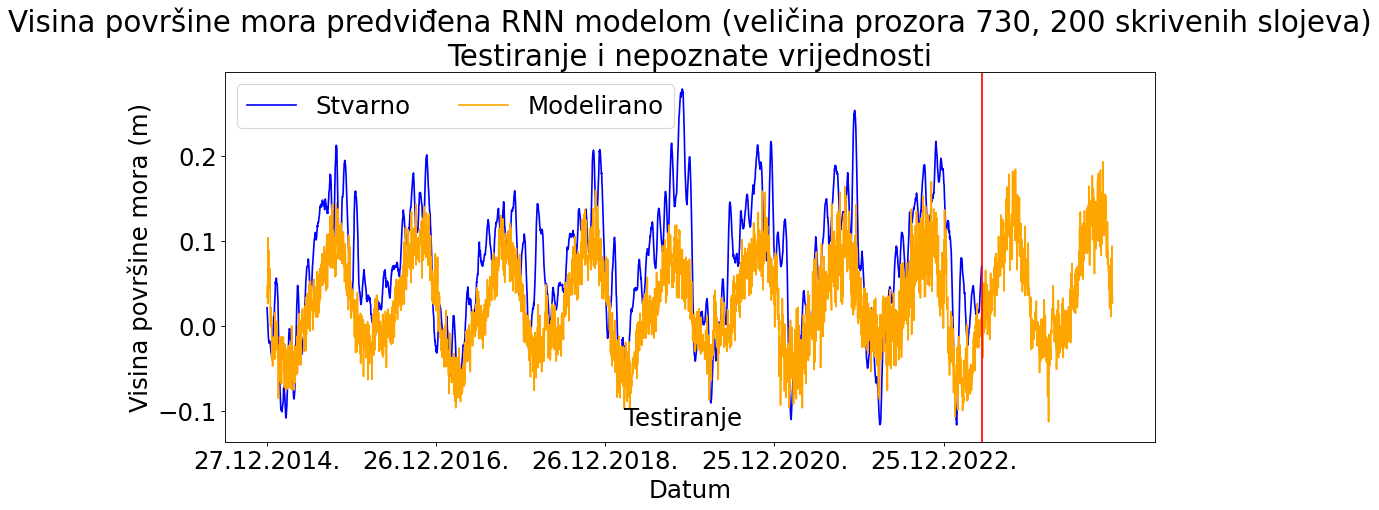 Visina površine mora predviđena RNN modelom (veličina prozora 730, 200 skrivenih slojeva)
Testiranje i nepoznate vrijednosti
Stvarno
Modelirano
Visina površine mora (m)
0.2
0.1
0.0
−0.1
Testiranje
27.12.2014.
26.12.2016.
26.12.2018.
25.12.2020.
25.12.2022.
Datum